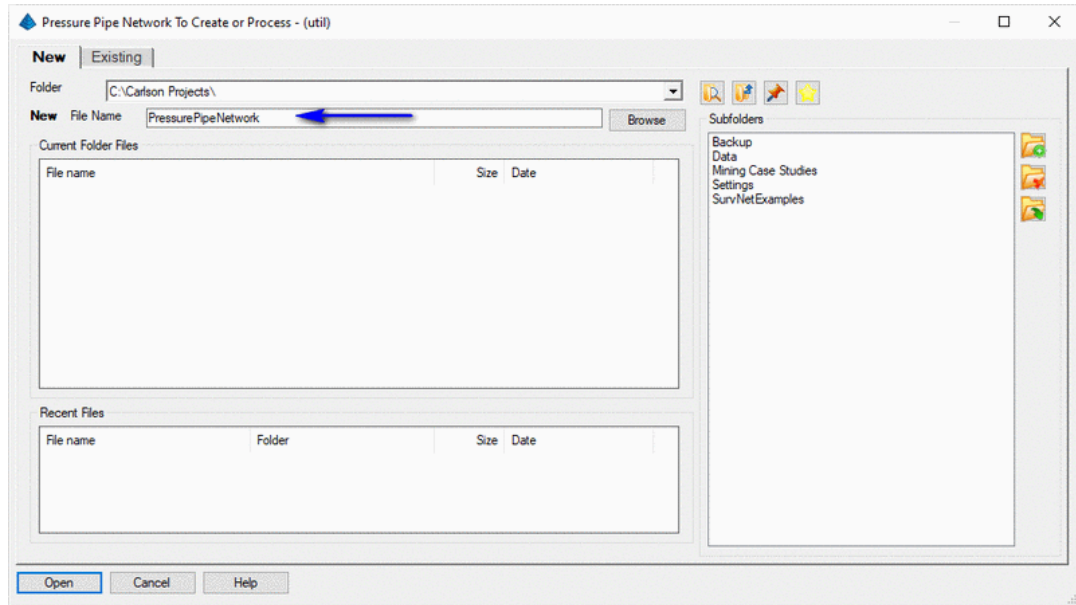 Pressure Pipe Network To Create or Process - (util)
New Existing
Folder C:\Carlson Projects\
New File Name PressurePipeNetwork Browse
Subfolders
Current Folder Files
File name Size Date
Backup
Data
Mining Case Studies
Settings
SurvNetExamples
Recent Files
File name Folder Size Date
Open Cancel Help